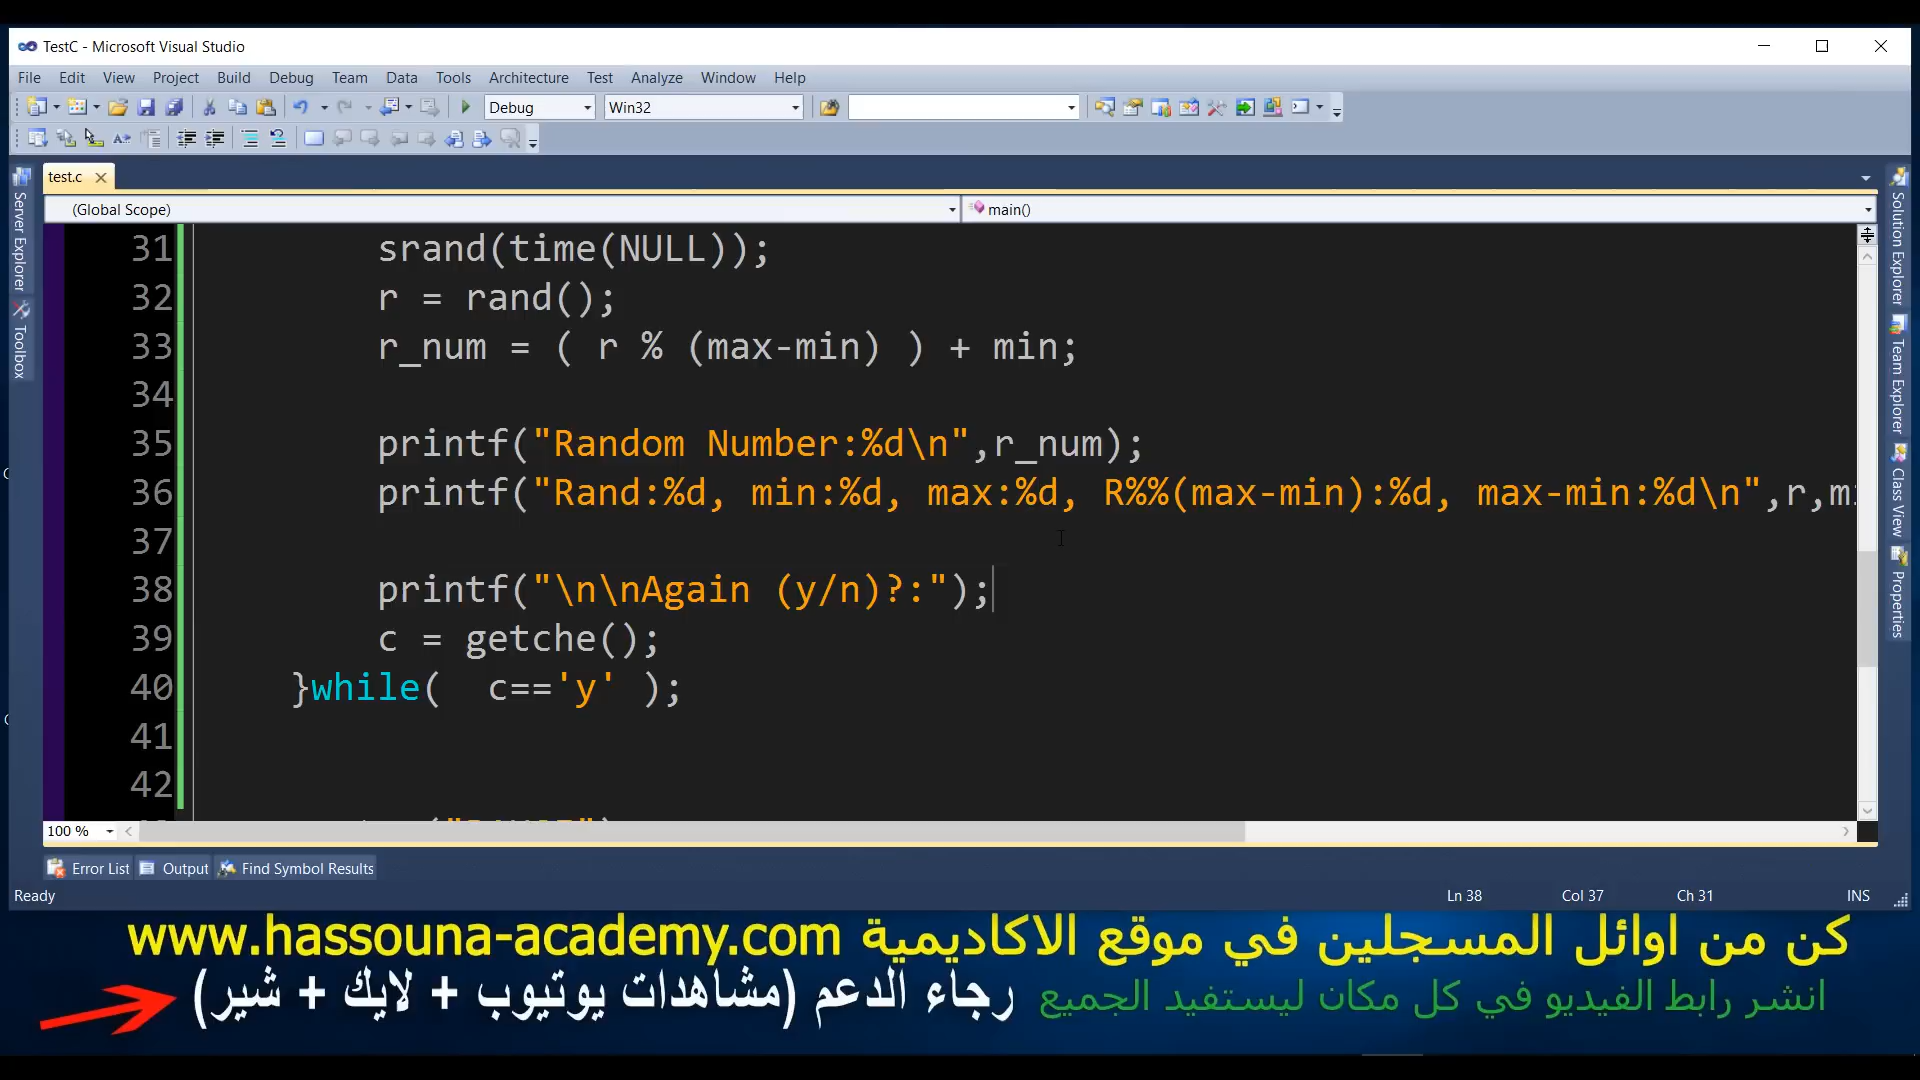 TestC - Microsoft Visual Studio
File Edit View Project Build Debug Team Data Tools Architecture Test Analyze Window Help
Debug Win32
test.c
(Global Scope) main()
Server Explorer
Toolbox
Solution Explorer
Team Explorer
Class View
Properties
31 srand(time(NULL));
32 r = rand();
33 r_num = ( r % (max-min) ) + min;
34
35 printf("Random Number:%d\n",r_num);
36 printf("Rand:%d, min:%d, max:%d, R%%(max-min):%d, max-min:%d\n",r,mi
37
38 printf("\n\nAgain (y/n)?:");
39 c = getche();
40 }while( c=='y' );
41
42
100 %
Error List Output Find Symbol Results
Ready Ln 38 Col 37 Ch 31 INS
كن من اوائل المسجلين في موقع الاكاديمية www.hassouna-academy.com
انشر رابط الفيديو في كل مكان ليستفيد الجميع رجاء الدعم (مشاهدات يوتيوب + لايك + شير)